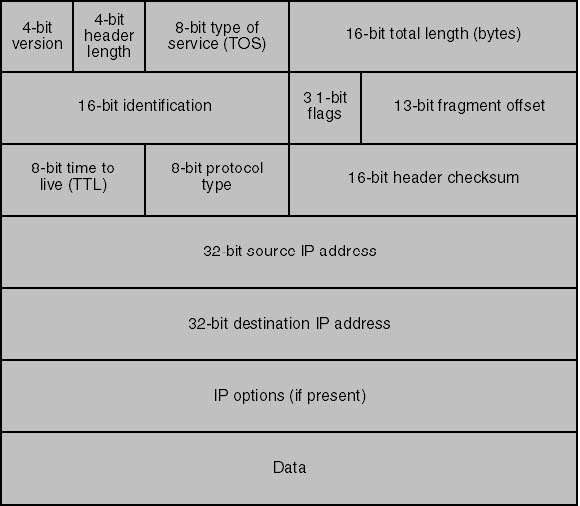 4-bit
version
4-bit
header
length
8-bit type of
service (TOS)
16-bit total length (bytes)
16-bit identification
3 1-bit
flags
13-bit fragment offset
8-bit time to
live (TTL)
8-bit protocol
type
16-bit header checksum
32-bit source IP address
32-bit destination IP address
IP options (if present)
Data